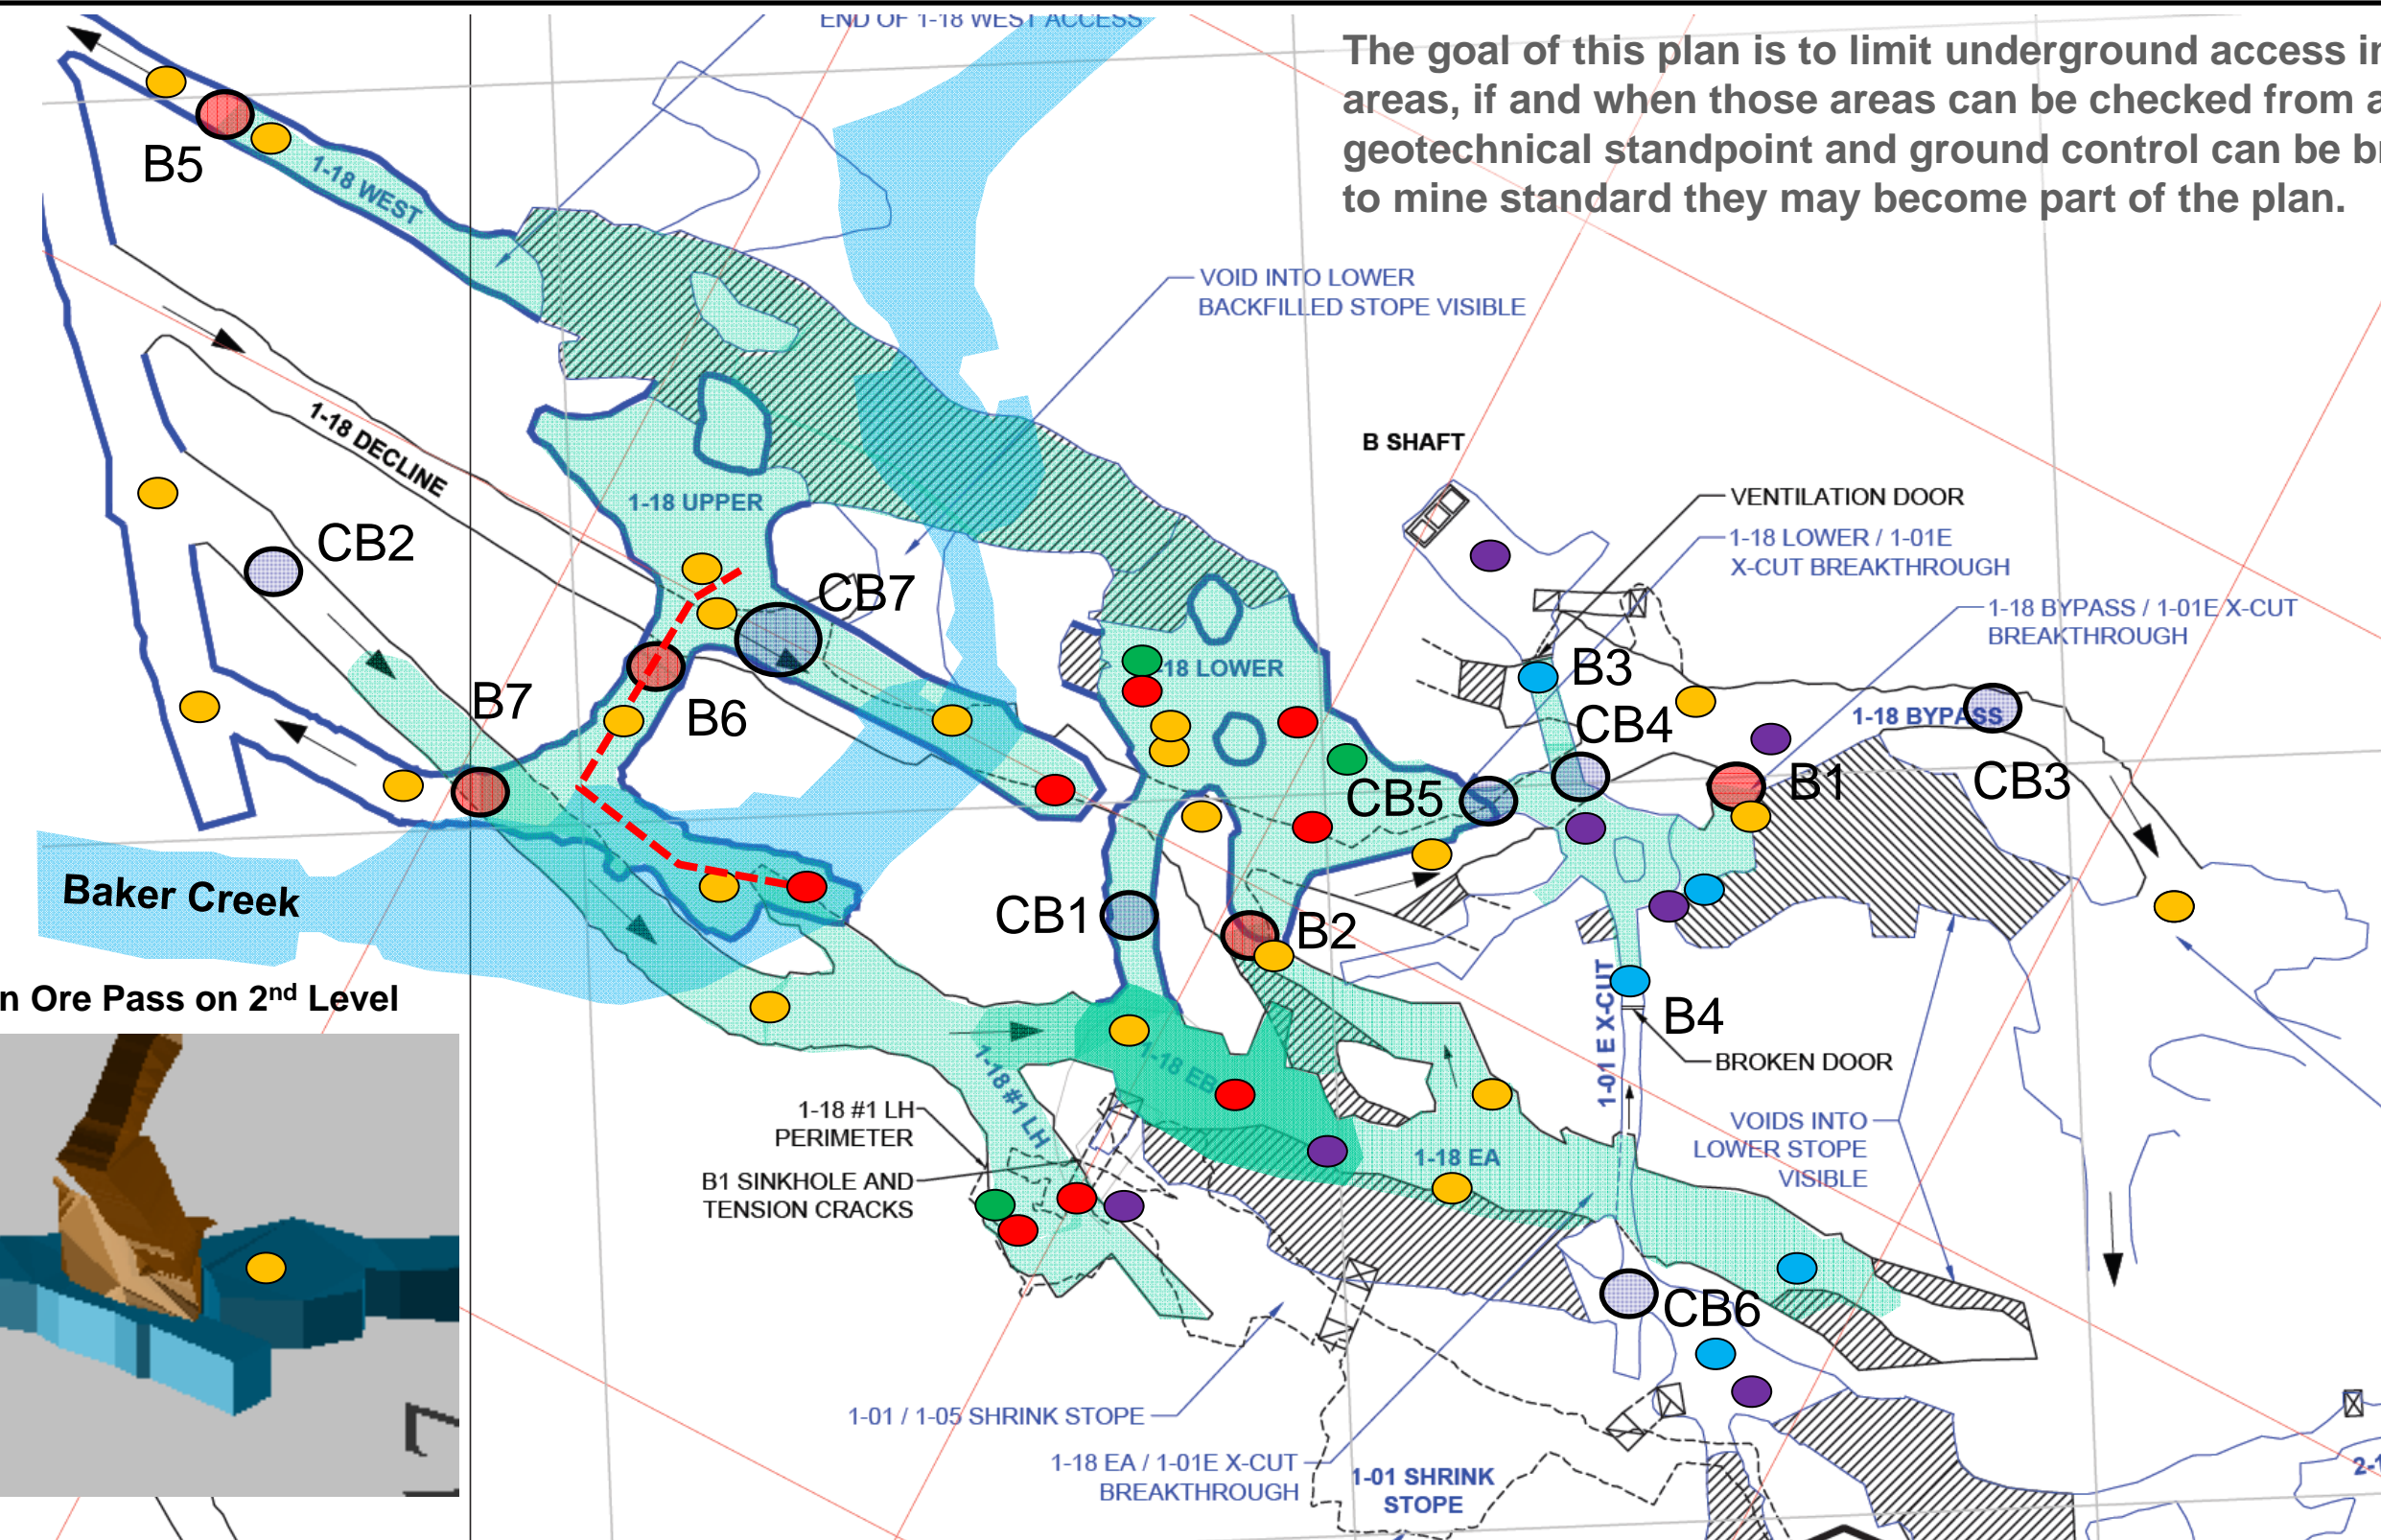 END OF 1-18 WEST ACCESS
The goal of this plan is to limit underground access
areas, if and when those areas can be checked from
geotechnical standpoint and ground control can be
to mine standard they may become part of the plan.
B5
1-18 WEST
VOID INTO LOWER
BACKFILLED STOPE VISIBLE
1-18 DECLINE
B SHAFT
1-18 UPPER
VENTILATION DOOR
CB2
1-18 LOWER / 1-01E
X-CUT BREAKTHROUGH
CB7
1-18 BYPASS / 1-01E X-CUT
BREAKTHROUGH
18 LOWER
B3
B7
B6
CB4
1-18 BYPASS
CB5
B1
CB3
Baker Creek
CB1
B2
n Ore Pass on 2nd Level
1-01 E X-CUT
B4
BROKEN DOOR
1-18 EB
1-18 #1 LH
1-18 #1 LH
PERIMETER
VOIDS INTO
LOWER STOPE
VISIBLE
1-18 EA
B1 SINKHOLE AND
TENSION CRACKS
CB6
1-01 / 1-05 SHRINK STOPE
1-18 EA / 1-01E X-CUT
BREAKTHROUGH
1-01 SHRINK
STOPE